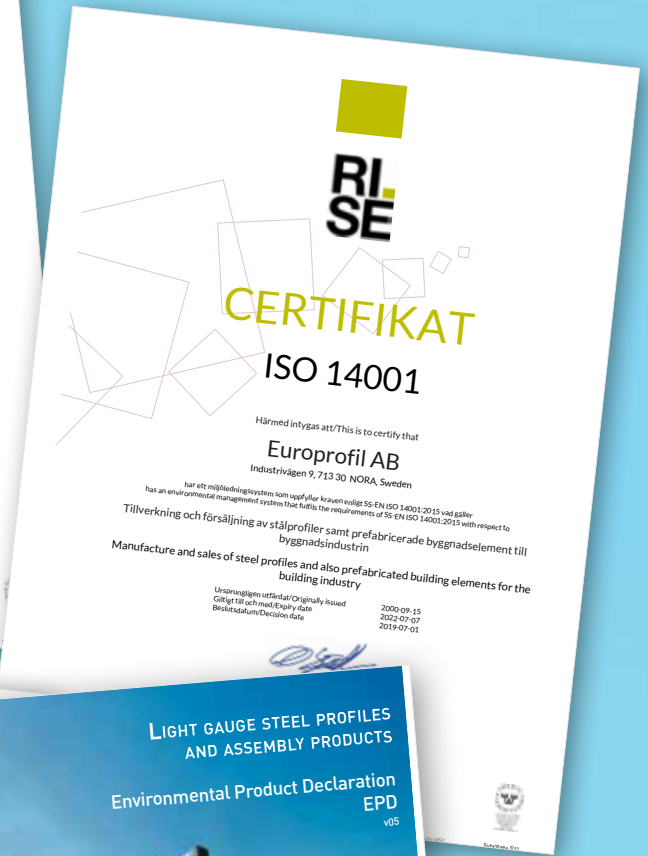 RI.
SE
CERTIFIKAT
ISO 14001
Härmed intygas att/This is to certify that
Europrofil AB
Industrivägen 9, 713 30 NORA, Sweden
har ett miljöledningssystem som uppfyller kraven enligt SS-EN ISO 14001:2015 vad gäller
has an environmental management system that fulfils the requirements of SS-EN ISO 14001:2015 with respect to
Tillverkning och försäljning av stålprofiler samt prefabricerade byggnadselement till
byggnadsindustrin
Manufacture and sales of steel profiles and also prefabricated building elements for the
building industry
Ursprungligen utfärdat/Originally issued 2000-09-15
Giltigt till och med/Expiry date 2022-07-07
Beslutsdatum/Decision date 2019-07-01
LIGHT GAUGE STEEL PROFILES
AND ASSEMBLY PRODUCTS
Environmental Product Declaration
EPD
v05